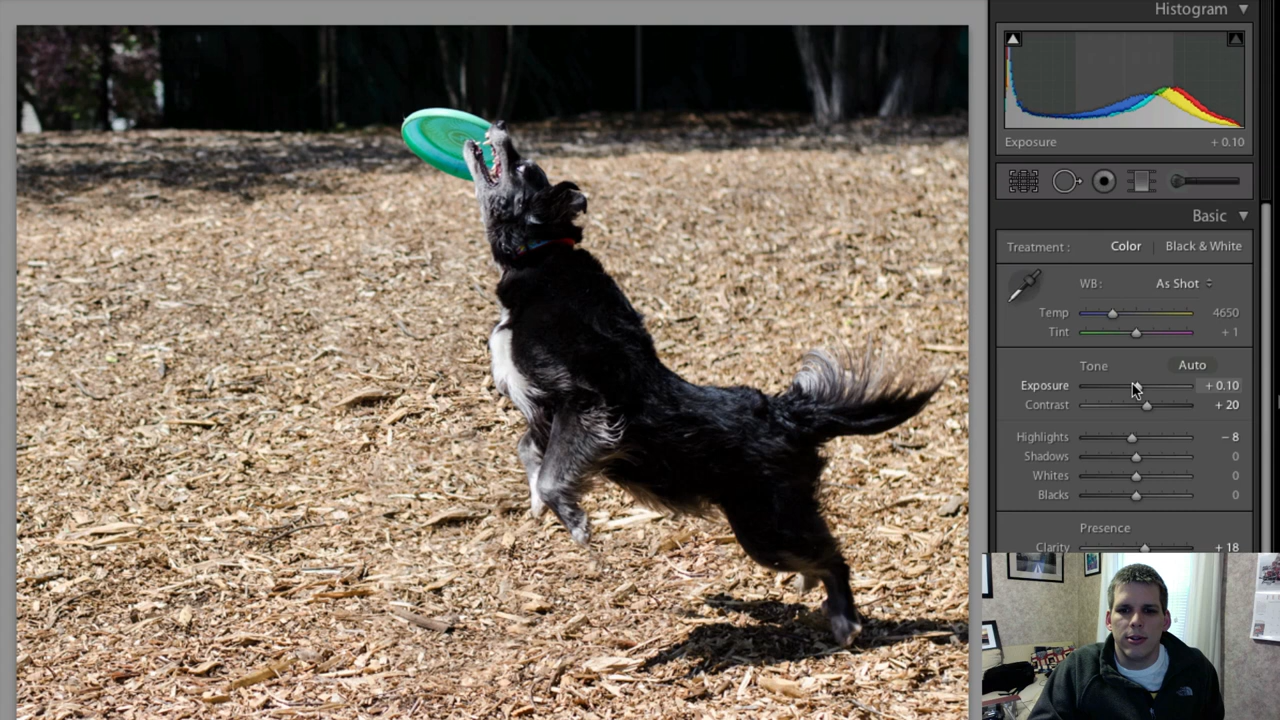 Histogram
Exposure + 0.10
Basic
Treatment : Color Black & White
WB: As Shot
Temp 4650
Tint + 1
Tone Auto
Exposure + 0.10
Contrast + 20
Highlights − 8
Shadows 0
Whites 0
Blacks 0
Presence
Clarity + 18